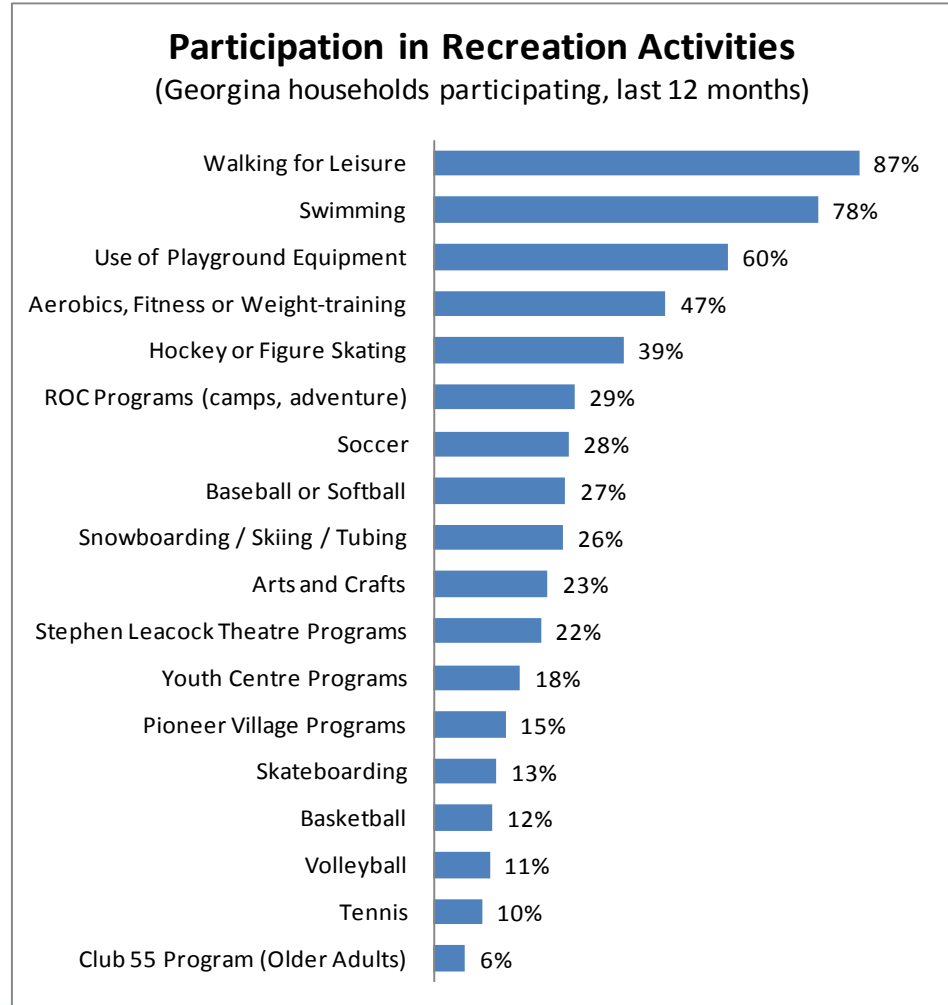 Participation in Recreation Activities
(Georgina households participating, last 12 months)
Walking for Leisure 87%
Swimming 78%
Use of Playground Equipment 60%
Aerobics, Fitness or Weight-training 47%
Hockey or Figure Skating 39%
ROC Programs (camps, adventure) 29%
Soccer 28%
Baseball or Softball 27%
Snowboarding / Skiing / Tubing 26%
Arts and Crafts 23%
Stephen Leacock Theatre Programs 22%
Youth Centre Programs 18%
Pioneer Village Programs 15%
Skateboarding 13%
Basketball 12%
Volleyball 11%
Tennis 10%
Club 55 Program (Older Adults) 6%